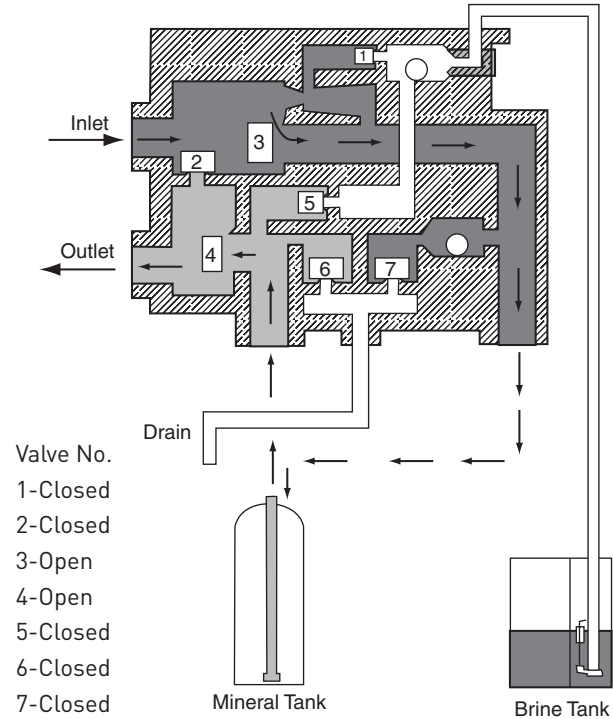 1
Inlet
3
2
5
Outlet
4
6
7
Drain
Valve No.
1-Closed
2-Closed
3-Open
4-Open
5-Closed
6-Closed
7-Closed
Mineral Tank
Brine Tank